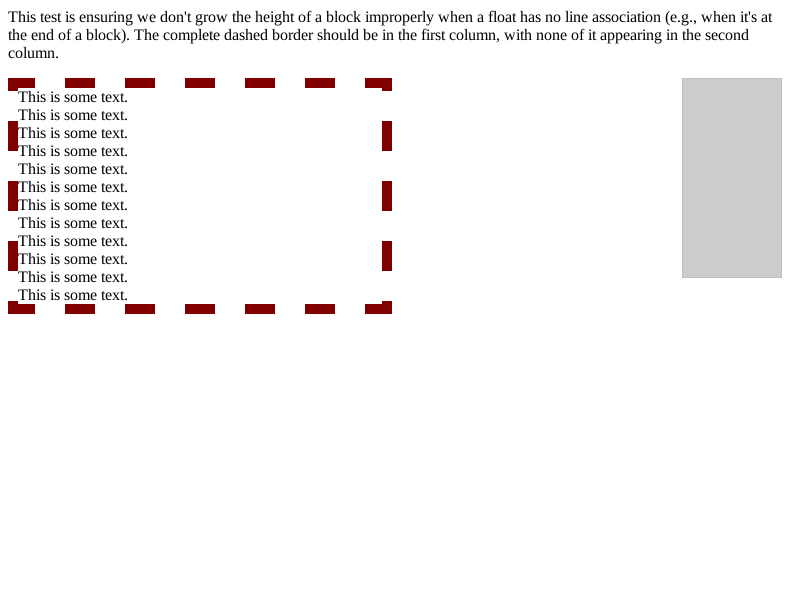 This test is ensuring we don't grow the height of a block improperly when a float has no line association (e.g., when it's at
the end of a block). The complete dashed border should be in the first column, with none of it appearing in the second
column.
This is some text.
This is some text.
This is some text.
This is some text.
This is some text.
This is some text.
This is some text.
This is some text.
This is some text.
This is some text.
This is some text.
This is some text.